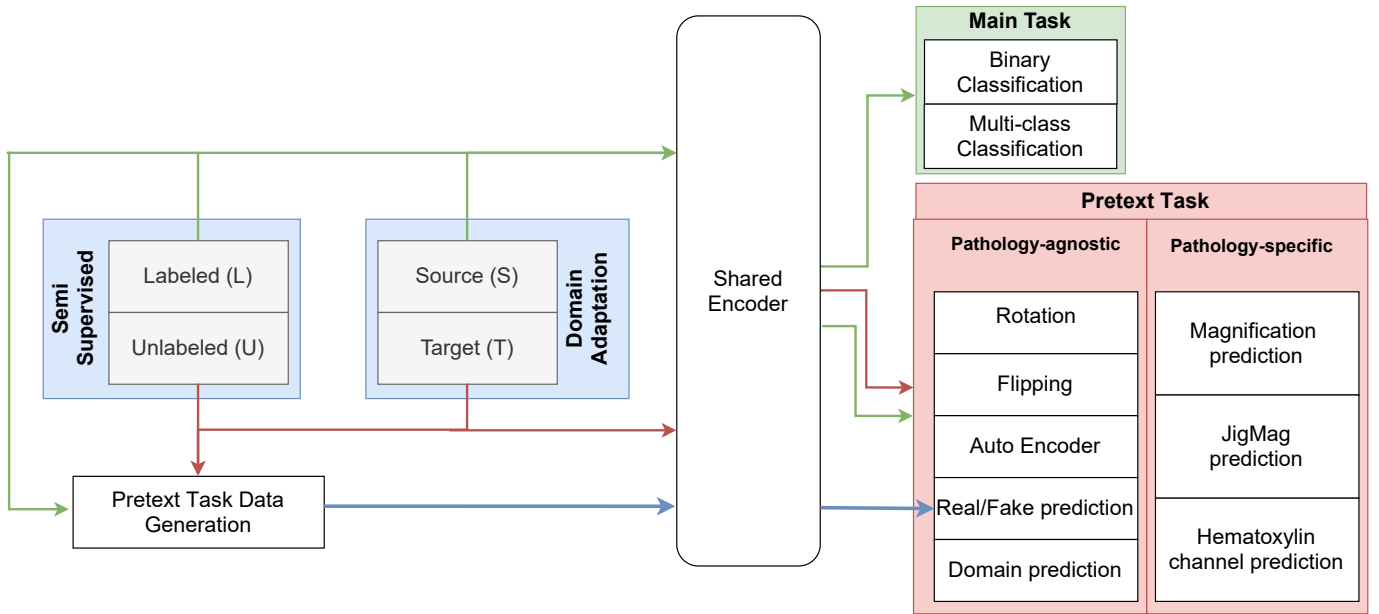 Semi
Supervised
Labeled (L)
Unlabeled (U)
Source (S)
Target (T)
Domain
Adaptation
Pretext Task Data
Generation
Shared
Encoder
Main Task
Binary
Classification
Multi-class
Classification
Pretext Task
Pathology-agnostic
Rotation
Flipping
Auto Encoder
Real/Fake prediction
Domain prediction
Pathology-specific
Magnification
prediction
JigMag
prediction
Hematoxylin
channel prediction